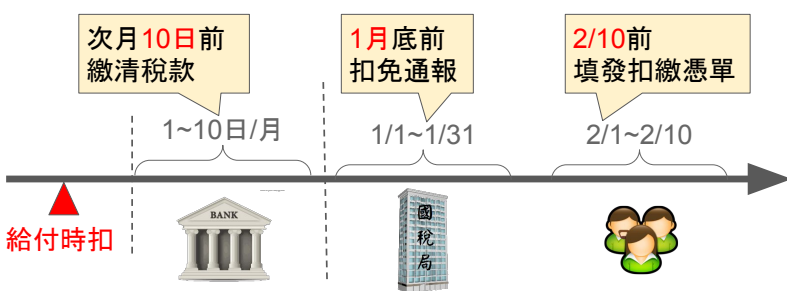 次月10日前
繳清稅款
1月底前
扣免通報
2/10前
填發扣繳憑單
1~10日/月
1/1~1/31
2/1~2/10
給付時扣
BANK
國
稅
局